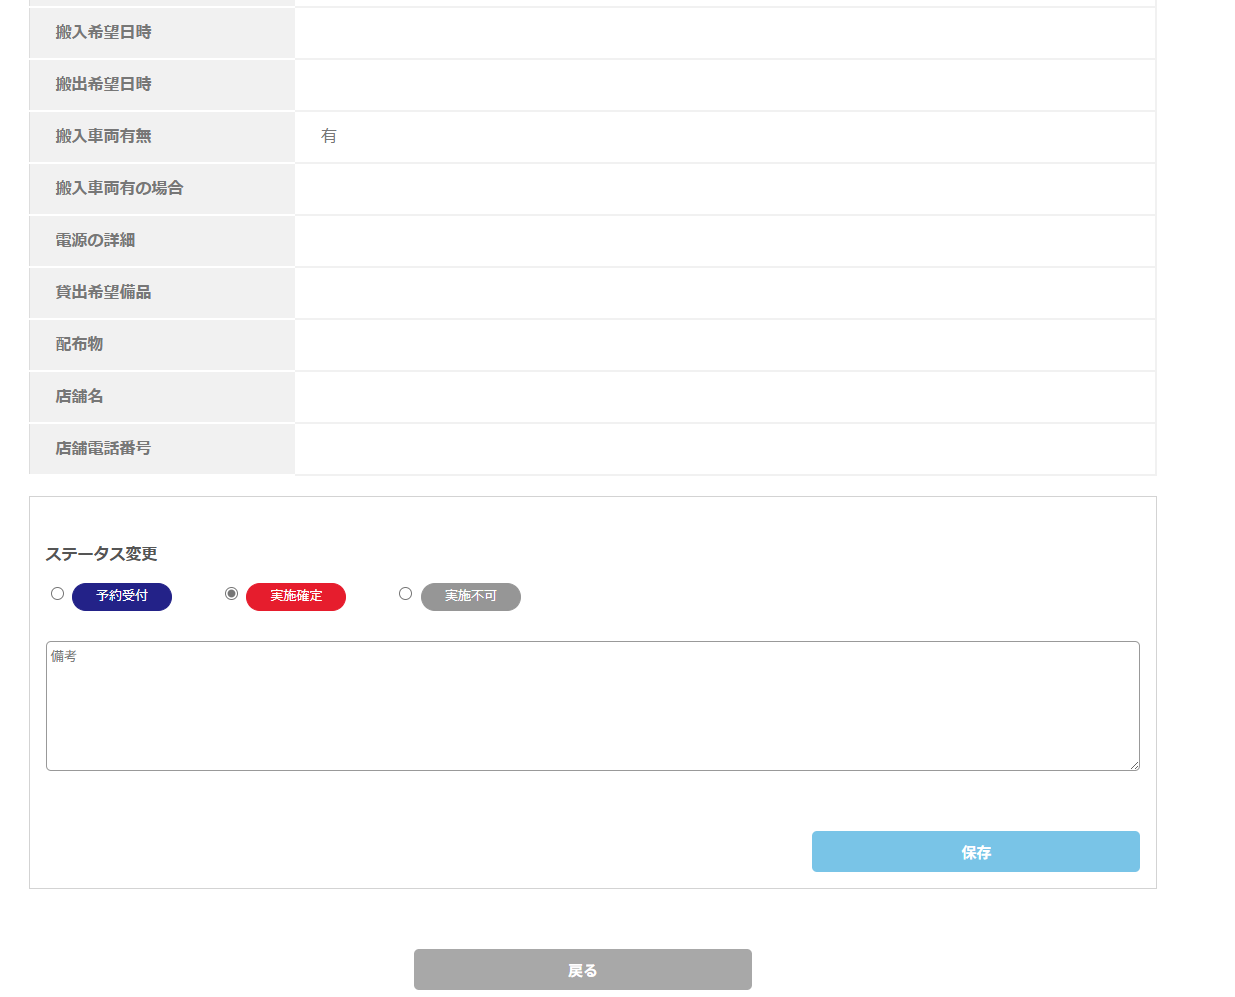 搬入希望日時
搬出希望日時
搬入車両有無 有
搬入車両有の場合
電源の詳細
貸出希望備品
配布物
店舗名
店舗電話番号
ステータス変更
予約受付 実施確定 実施不可
備考
保存
戻る